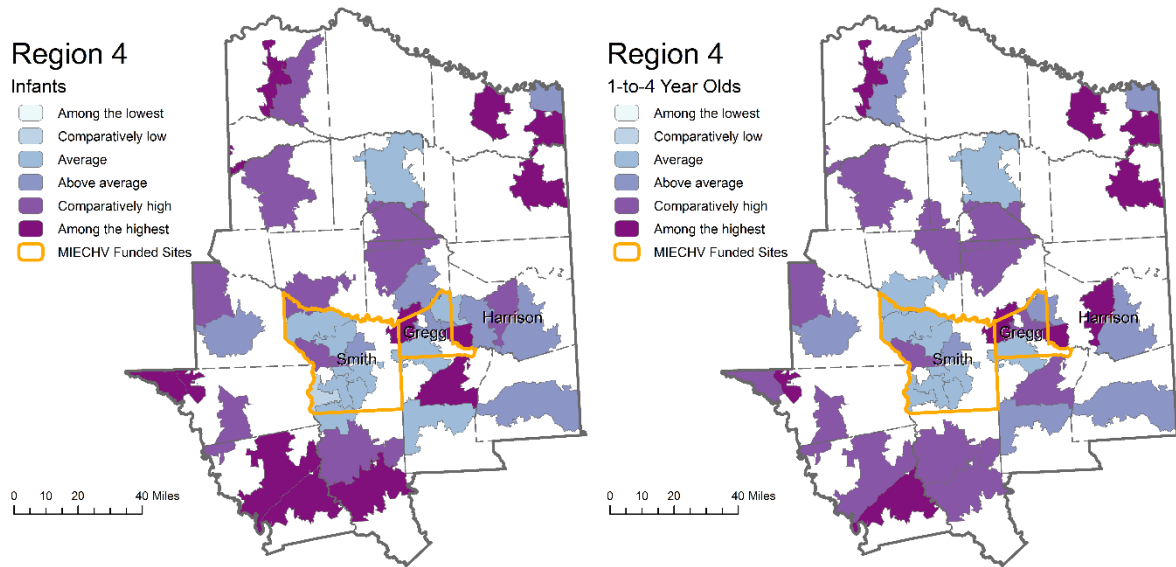 Region 4
Infants
Among the lowest
Comparatively low
Average
Above average
Comparatively high
Among the highest
MIECHV Funded Sites
Harrison
Gregg
Smith
0 10 20 40 Miles
Region 4
1-to-4 Year Olds
Among the lowest
Comparatively low
Average
Above average
Comparatively high
Among the highest
MIECHV Funded Sites
Harrison
Gregg
Smith
0 10 20 40 Miles